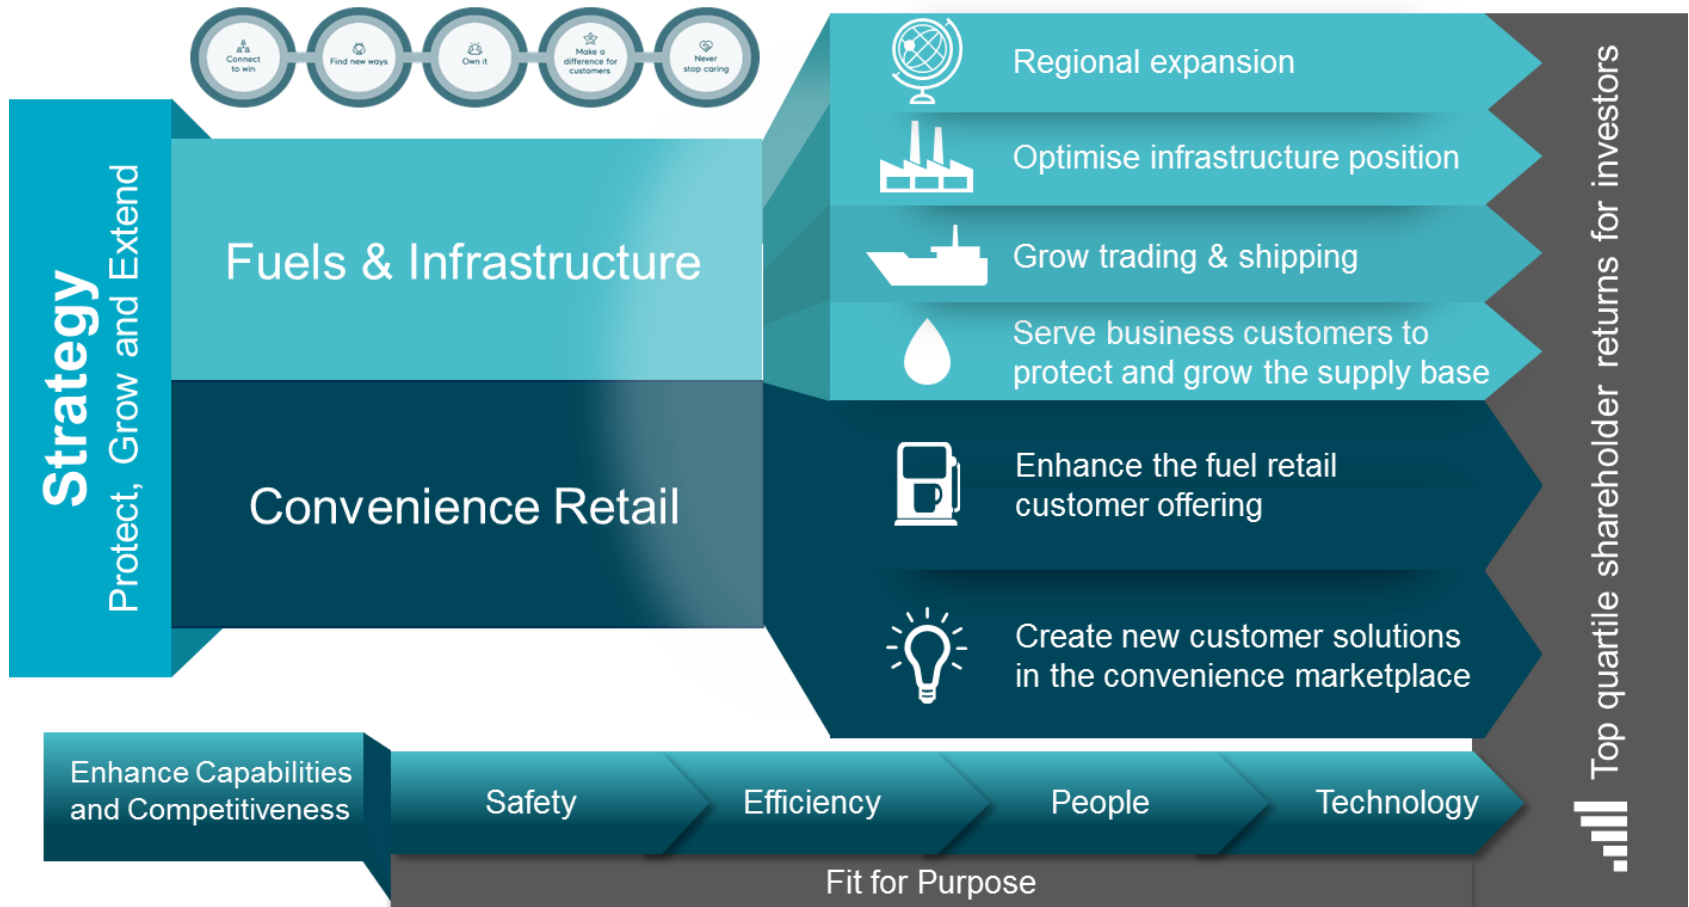 Connect
to win
Find new ways
Own it
Make a
difference for
customers
Never
stop caring
Strategy
Protect, Grow and Extend
Fuels & Infrastructure
Convenience Retail
Regional expansion
Optimise infrastructure position
Grow trading & shipping
Serve business customers to
protect and grow the supply base
Enhance the fuel retail
customer offering
Create new customer solutions
in the convenience marketplace
Top quartile shareholder returns for investors
Enhance Capabilities
and Competitiveness
Safety
Efficiency
People
Technology
Fit for Purpose